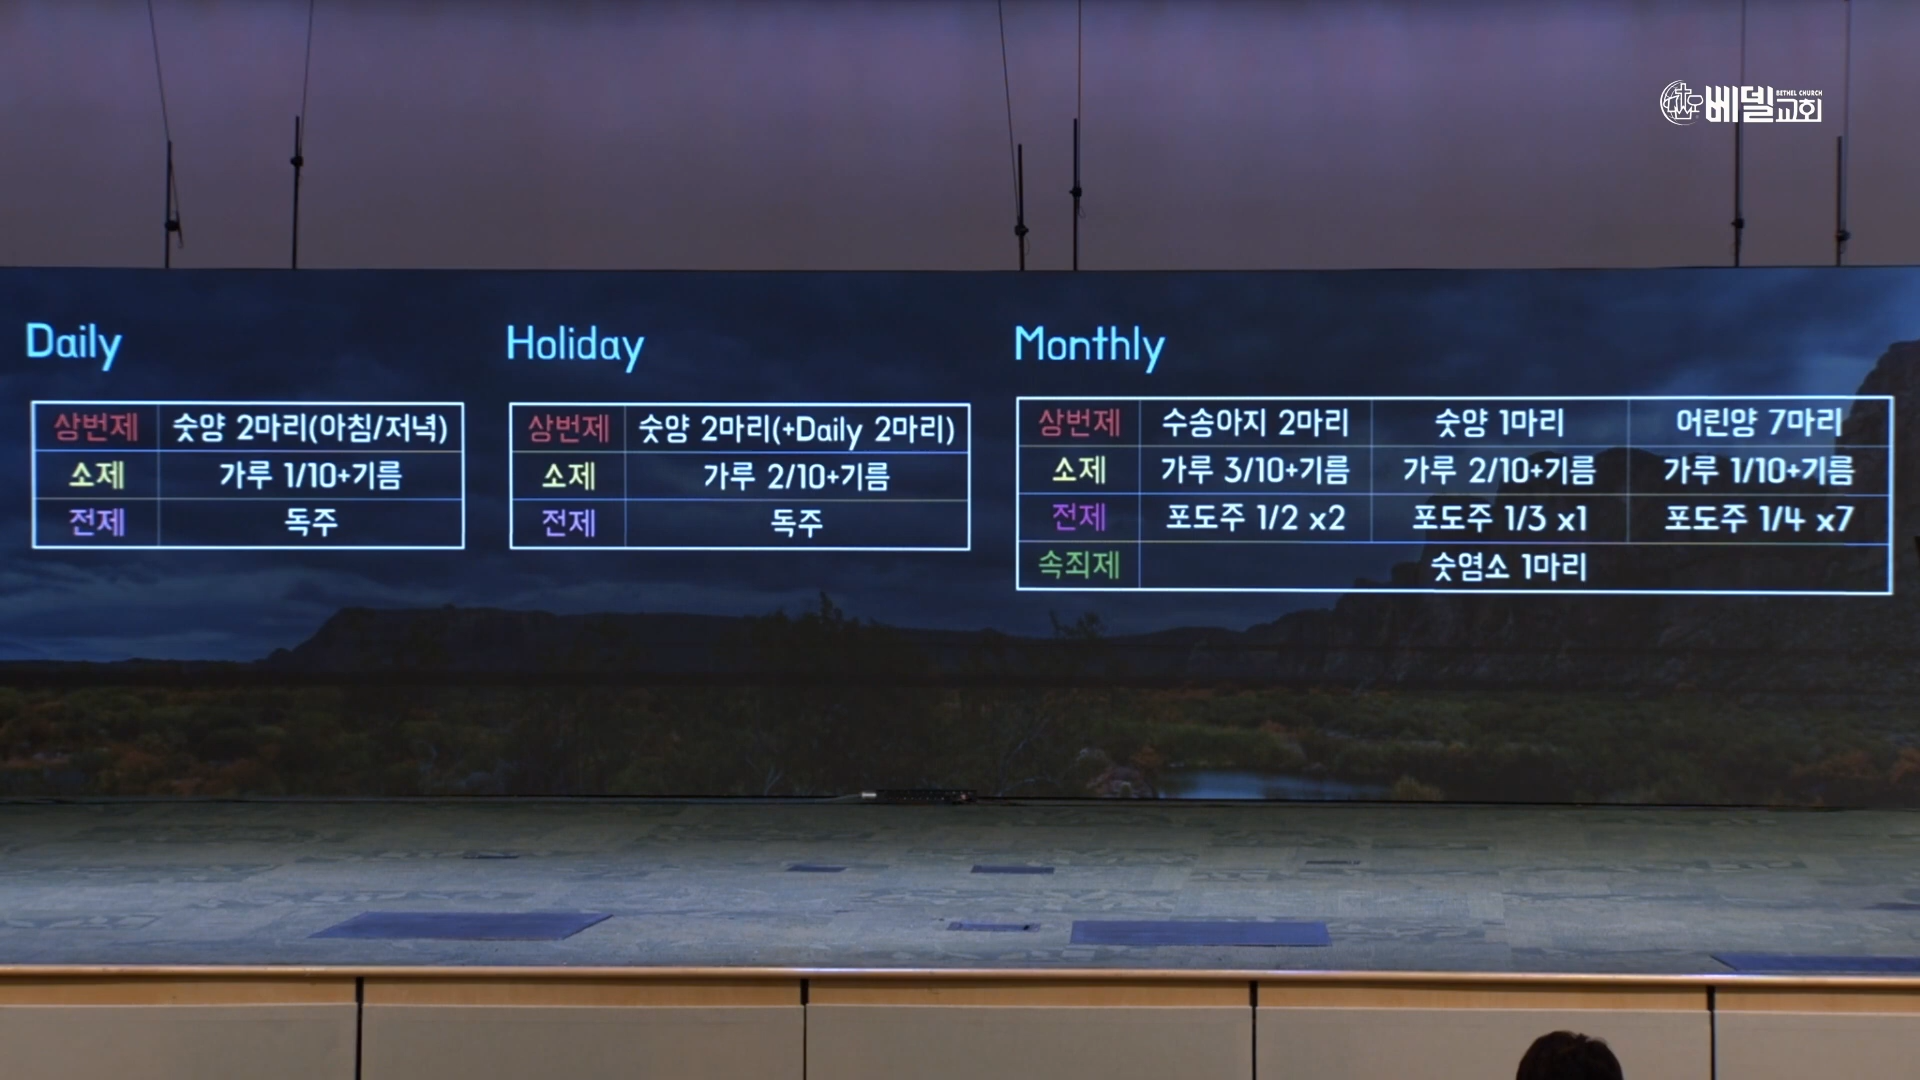 베델교회
BETHEL CHURCH
Daily
상번제 숫양 2마리(아침/저녁)
소제 가루 1/10+기름
전제 독주
Holiday
상번제 숫양 2마리(+Daily 2마리)
소제 가루 2/10+기름
전제 독주
Monthly
상번제 수송아지 2마리 숫양 1마리 어린양 7마리
소제 가루 3/10+기름 가루 2/10+기름 가루 1/10+기름
전제 포도주 1/2 x2 포도주 1/3 x1 포도주 1/4 x7
속죄제 숫염소 1마리